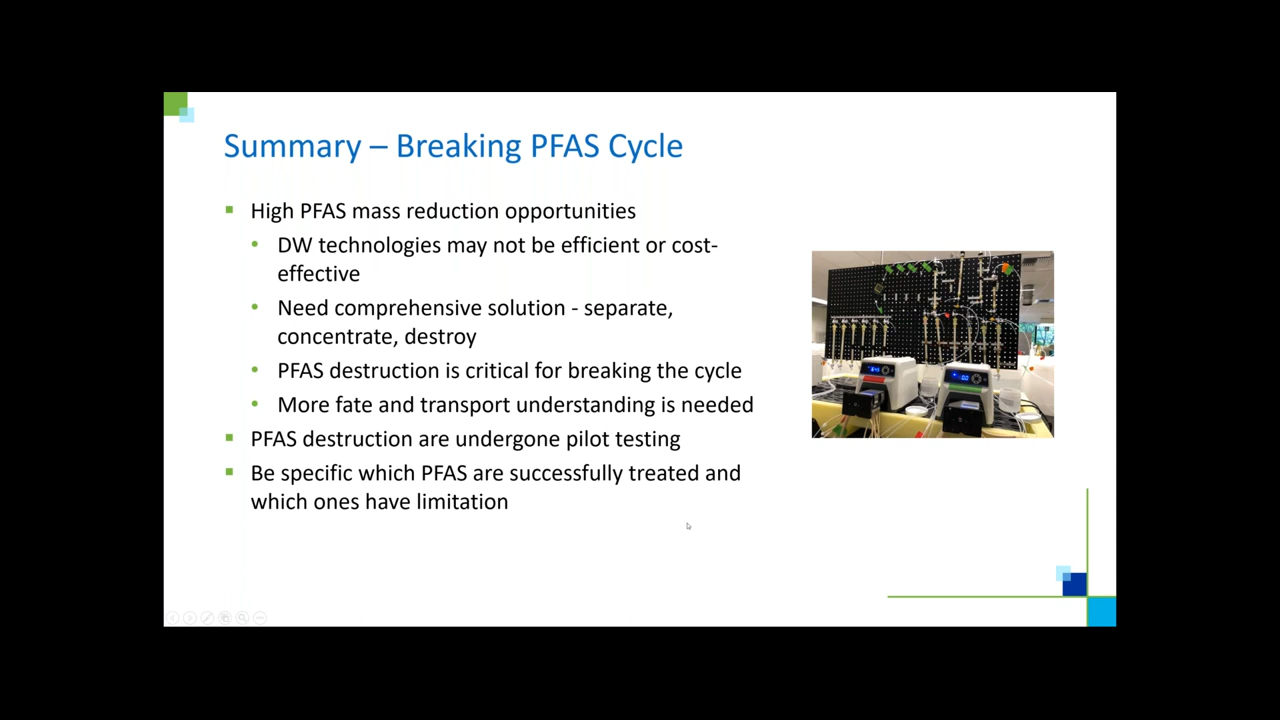 Summary – Breaking PFAS Cycle
▪ High PFAS mass reduction opportunities
• DW technologies may not be efficient or cost-
effective
• Need comprehensive solution - separate,
concentrate, destroy
• PFAS destruction is critical for breaking the cycle
• More fate and transport understanding is needed
▪ PFAS destruction are undergone pilot testing
▪ Be specific which PFAS are successfully treated and
which ones have limitation